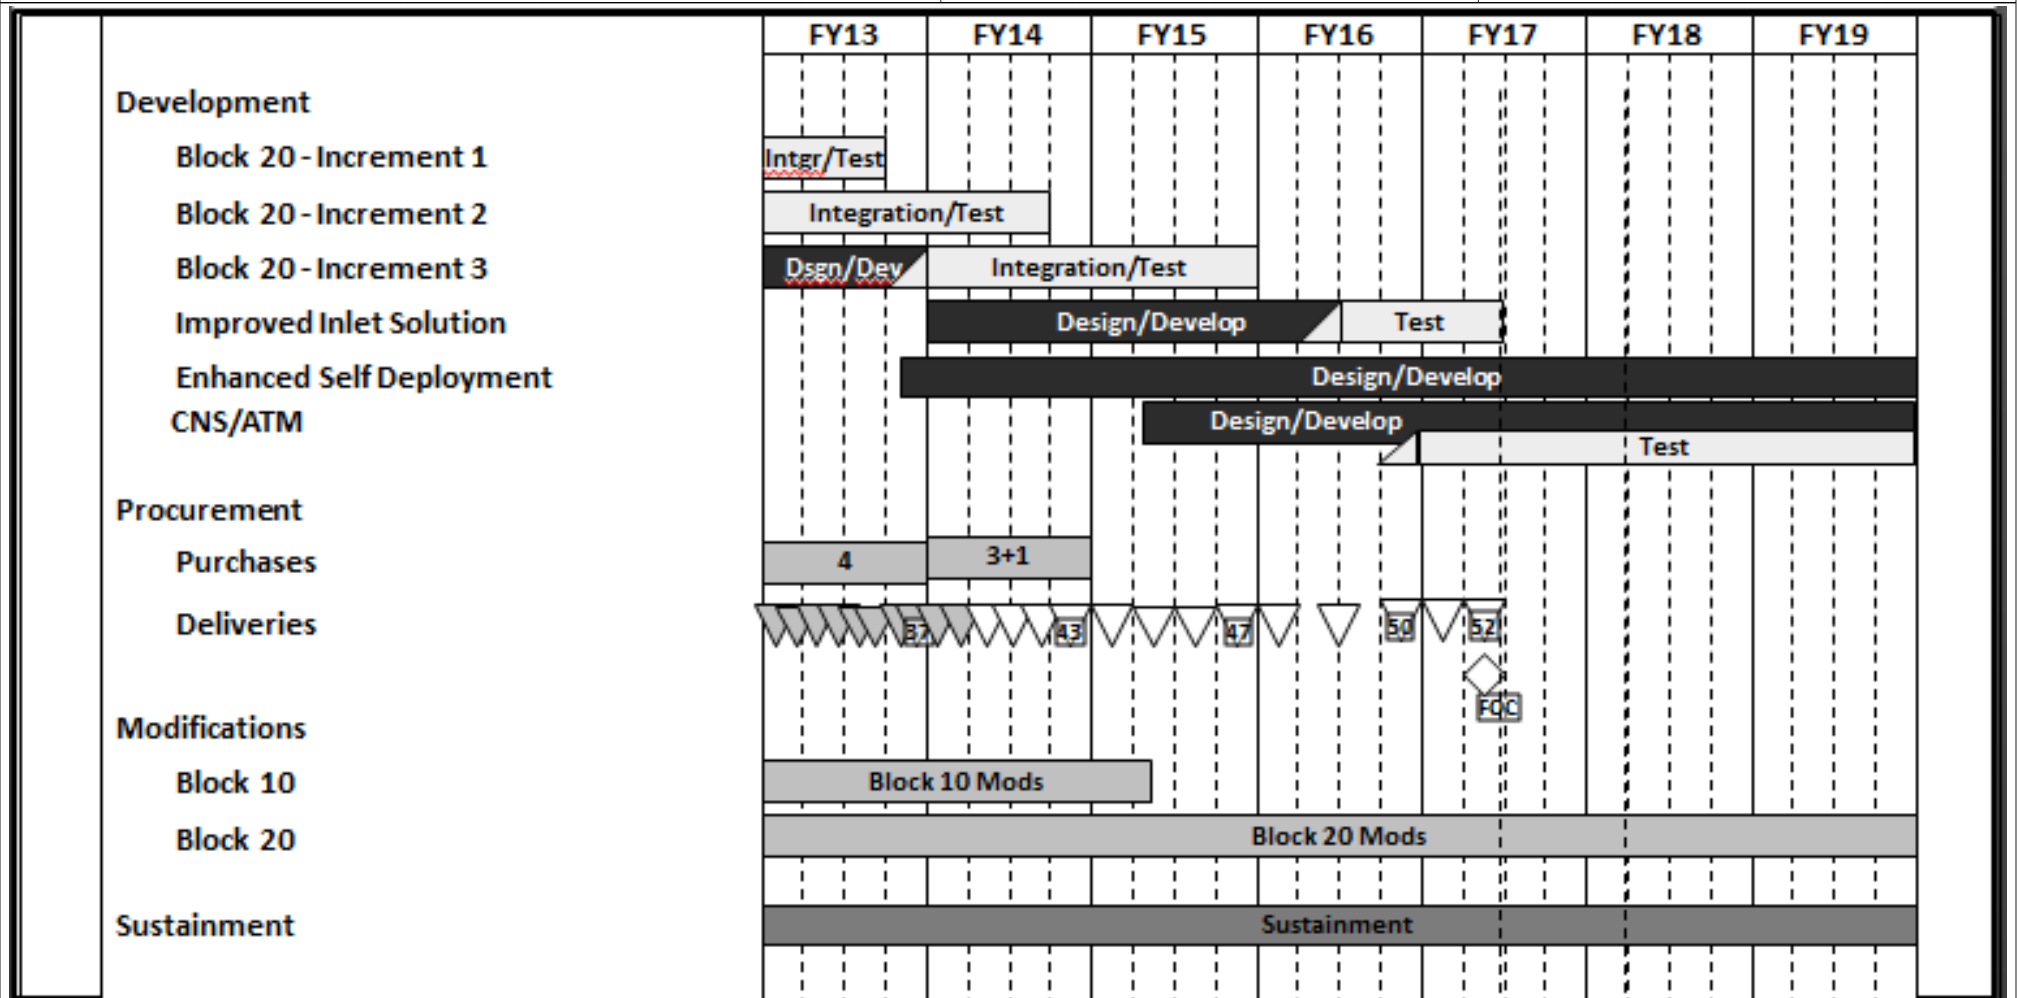 FY13 FY14 FY15 FY16 FY17 FY18 FY19
Development
Block 20 - Increment 1 Intgr/Test
Block 20 - Increment 2 Integration/Test
Block 20 - Increment 3 Dsgn/Dev Integration/Test
Improved Inlet Solution Design/Develop Test
Enhanced Self Deployment Design/Develop
CNS/ATM Design/Develop
Test
Procurement
Purchases 4 3+1
Deliveries 37 43 47 50 52
FOC
Modifications
Block 10 Block 10 Mods
Block 20 Block 20 Mods
Sustainment Sustainment